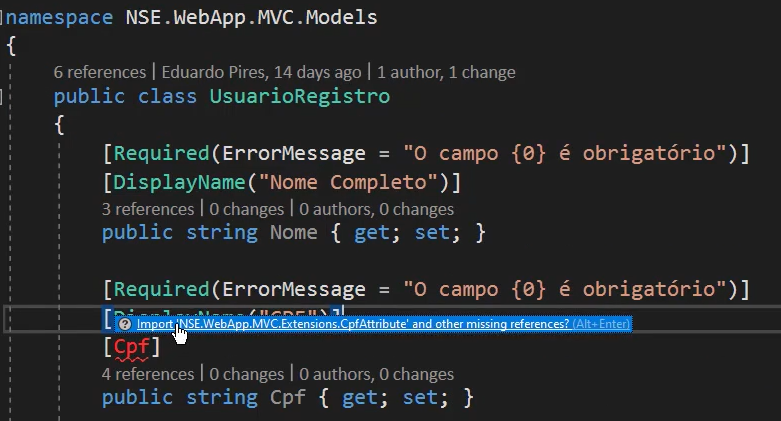 namespace NSE.WebApp.MVC.Models
{
6 references | Eduardo Pires, 14 days ago | 1 author, 1 change
public class UsuarioRegistro
{
[Required(ErrorMessage = "O campo {0} é obrigatório")]
[DisplayName("Nome Completo")]
3 references | 0 changes | 0 authors, 0 changes
public string Nome { get; set; }
[Required(ErrorMessage = "O campo {0} é obrigatório")]
[DisplayName("CPF")]
Import 'NSE.WebApp.MVC.Extensions.CpfAttribute' and other missing references? (Alt+Enter)
[Cpf]
4 references | 0 changes | 0 authors, 0 changes
public string Cpf { get; set; }